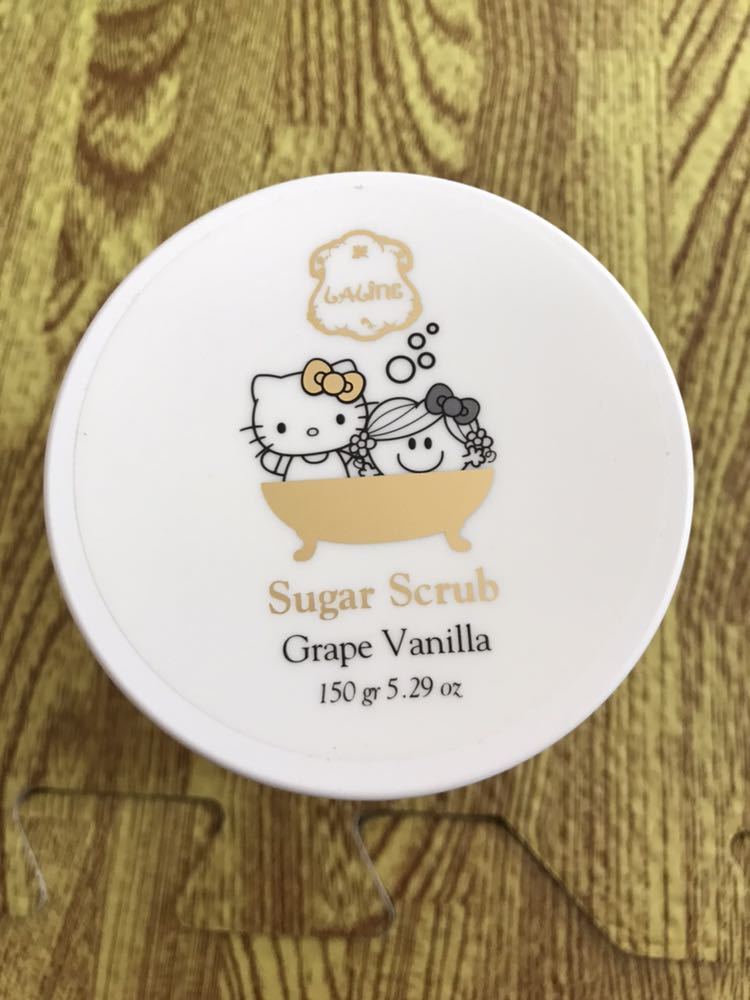 LALiNE
Sugar Scrub
Grape Vanilla
150 gr 5.29 oz